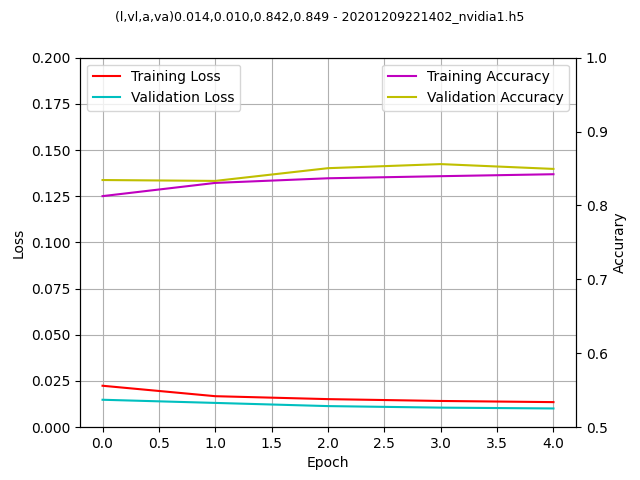 (l,vl,a,va)0.014,0.010,0.842,0.849 - 20201209221402_nvidia1.h5
Training Loss
Validation Loss
Training Accuracy
Validation Accuracy
0.200
0.175
0.150
0.125
0.100
0.075
0.050
0.025
0.000
Loss
1.0
0.9
0.8
0.7
0.6
0.5
Accurary
0.0 0.5 1.0 1.5 2.0 2.5 3.0 3.5 4.0
Epoch